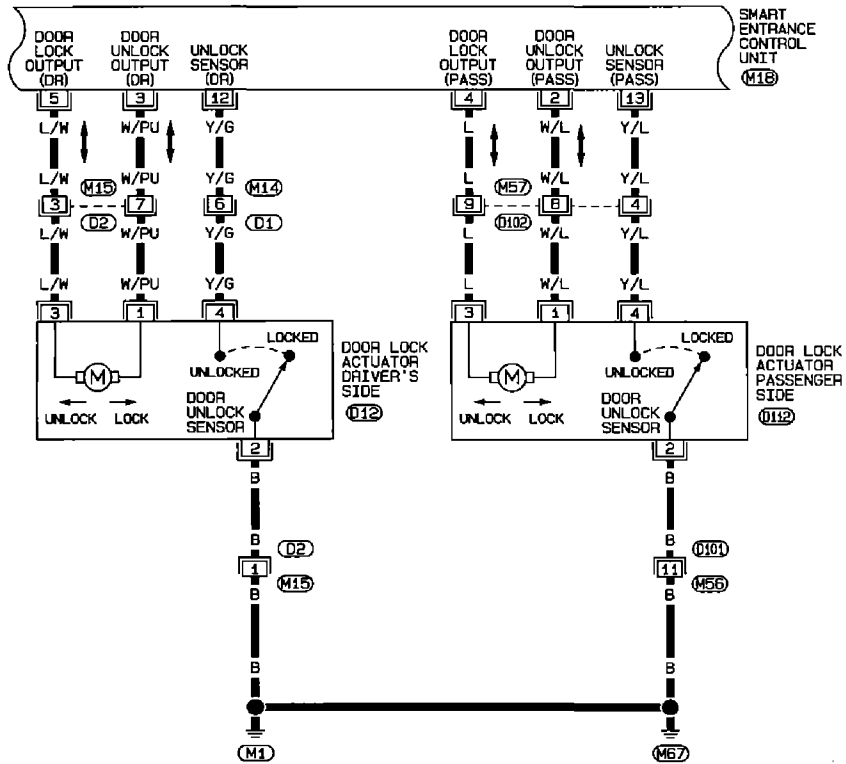 SMART
ENTRANCE
CONTROL
UNIT
M18
DOOR
LOCK
OUTPUT
(DR)
DOOR
UNLOCK
OUTPUT
(DR)
UNLOCK
SENSOR
(DR)
DOOR
LOCK
OUTPUT
(PASS)
DOOR
UNLOCK
OUTPUT
(PASS)
UNLOCK
SENSOR
(PASS)
5 3 12 4 2 13
L/W W/PU Y/G L W/L Y/L
L/W W/PU Y/G L W/L Y/L
M15 M14 M57
3 7 6 9 8 4
D2 D1 D102
L/W W/PU Y/G L W/L Y/L
L/W W/PU Y/G L W/L Y/L
3 1 4 3 1 4
LOCKED
UNLOCKED
M
UNLOCK LOCK
DOOR
UNLOCK
SENSOR
DOOR LOCK
ACTUATOR
DRIVER'S
SIDE
D12
LOCKED
UNLOCKED
M
UNLOCK LOCK
DOOR
UNLOCK
SENSOR
DOOR LOCK
ACTUATOR
PASSENGER
SIDE
D112
2 2
B B
B B
D2 D101
1 11
M15 M56
B B
B B
M1 M67